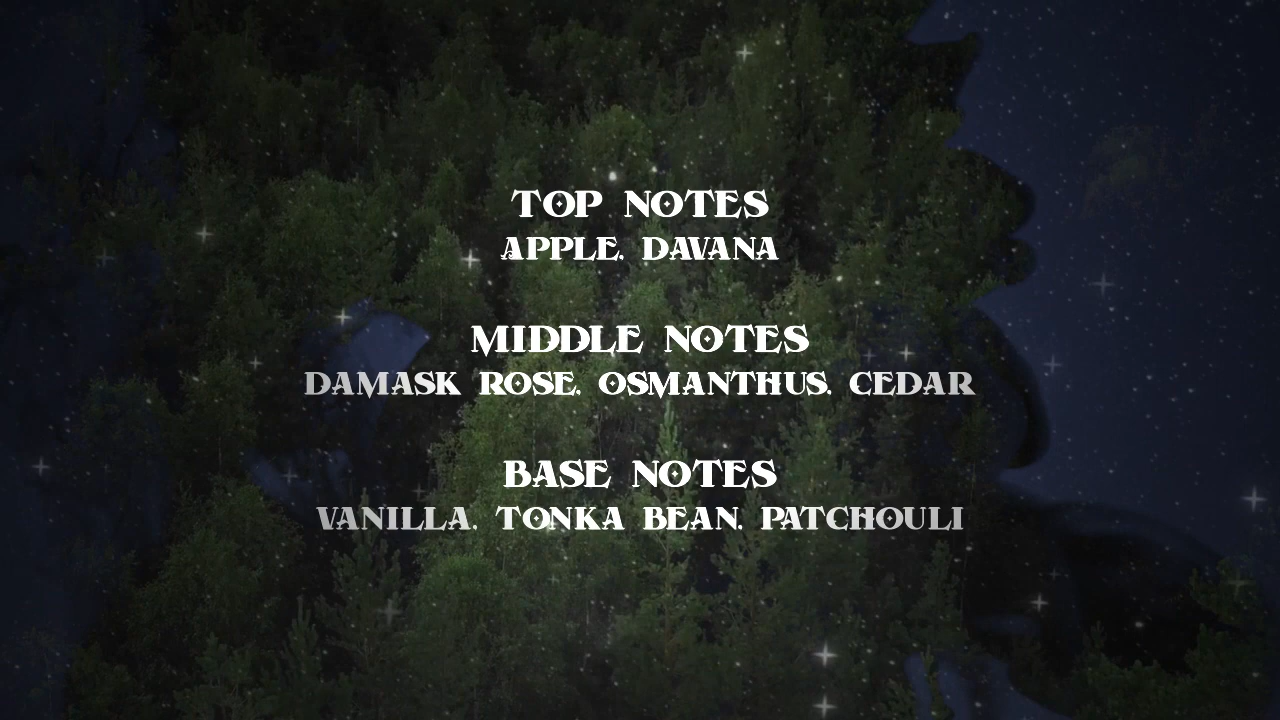 TOP NOTES
APPLE, DAVANA
MIDDLE NOTES
DAMASK ROSE, OSMANTHUS, CEDAR
BASE NOTES
VANILLA, TONKA BEAN, PATCHOULI